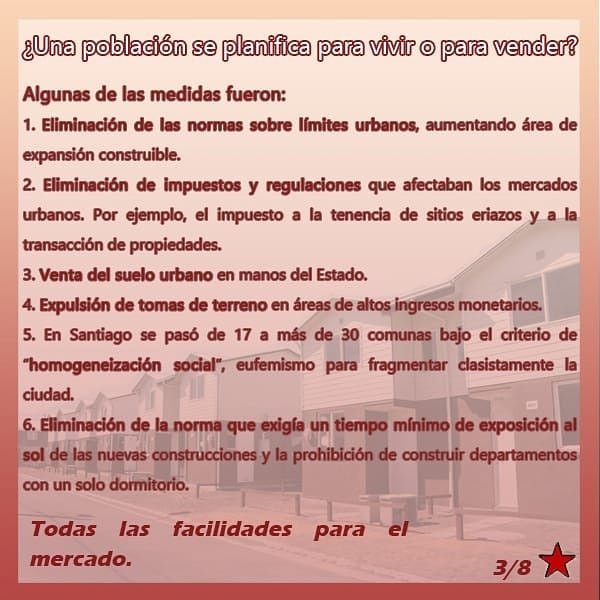 ¿Una población se planifica para vivir o para vender?
Algunas de las medidas fueron:
1. Eliminación de las normas sobre límites urbanos, aumentando área de
expansión construible.
2. Eliminación de impuestos y regulaciones que afectaban los mercados
urbanos. Por ejemplo, el impuesto a la tenencia de sitios eriazos y a la
transacción de propiedades.
3. Venta del suelo urbano en manos del Estado.
4. Expulsión de tomas de terreno en áreas de altos ingresos monetarios.
5. En Santiago se pasó de 17 a más de 30 comunas bajo el criterio de
“homogeneización social”, eufemismo para fragmentar clasistamente la
ciudad.
6. Eliminación de la norma que exigía un tiempo mínimo de exposición al
sol de las nuevas construcciones y la prohibición de construir departamentos
con un solo dormitorio.
Todas las facilidades para el
mercado.
3/8